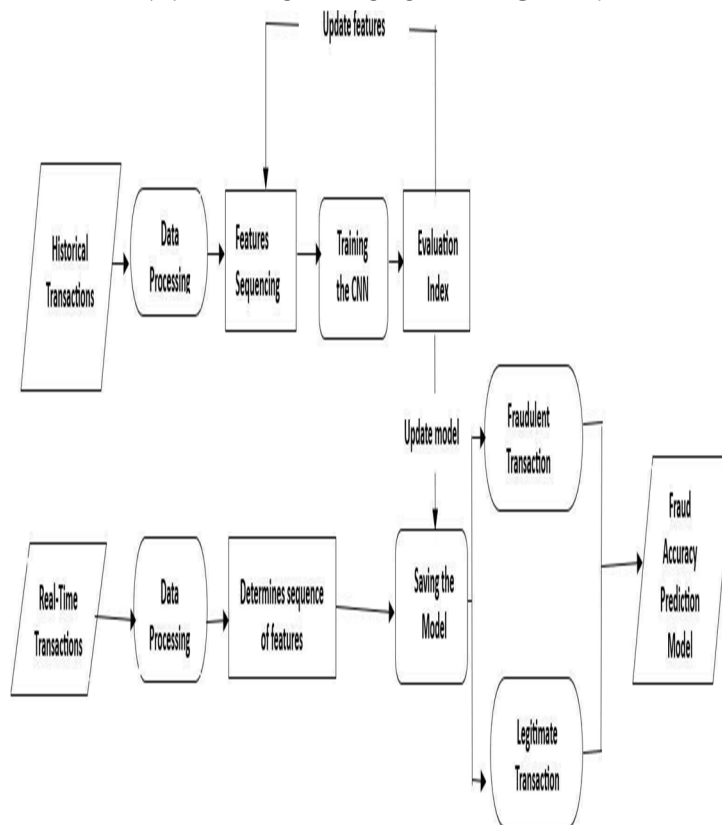 Update features
Historical
Transactions
Data
Processing
Features
Sequencing
Training
the CNN
Evaluation
Index
Update model
Fraudulent
Transaction
Real-Time
Transactions
Data
Processing
Determines sequence
of features
Saving the
Model
Fraud
Accuracy
Prediction
Model
Legitimate
Transaction